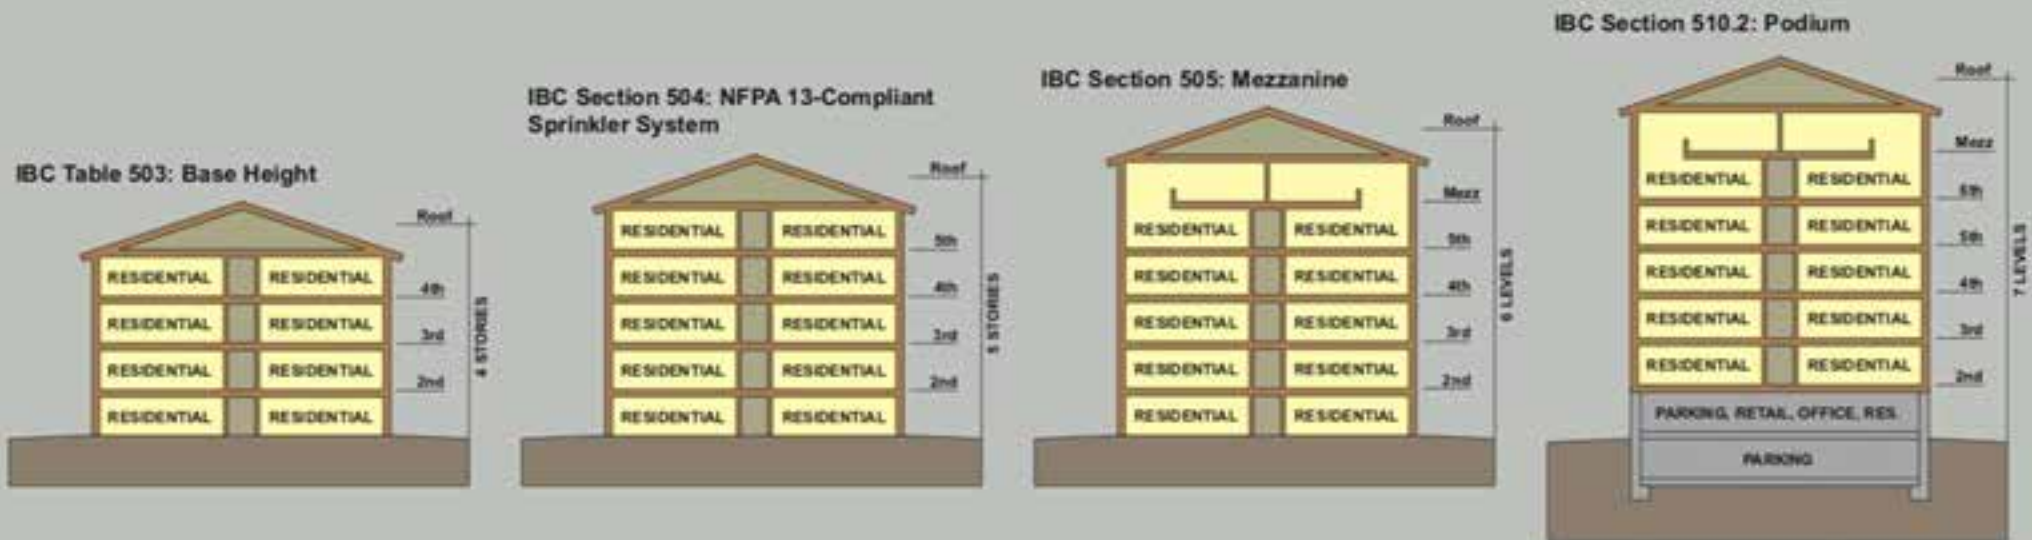 IBC Table 503: Base Height
Roof
RESIDENTIAL RESIDENTIAL
4th
RESIDENTIAL RESIDENTIAL
3rd
RESIDENTIAL RESIDENTIAL
2nd
RESIDENTIAL RESIDENTIAL
4 STORIES
IBC Section 504: NFPA 13-Compliant
Sprinkler System
Roof
RESIDENTIAL RESIDENTIAL
5th
RESIDENTIAL RESIDENTIAL
4th
RESIDENTIAL RESIDENTIAL
3rd
RESIDENTIAL RESIDENTIAL
2nd
RESIDENTIAL RESIDENTIAL
5 STORIES
IBC Section 505: Mezzanine
Roof
Mezz
RESIDENTIAL RESIDENTIAL
5th
RESIDENTIAL RESIDENTIAL
4th
RESIDENTIAL RESIDENTIAL
3rd
RESIDENTIAL RESIDENTIAL
2nd
RESIDENTIAL RESIDENTIAL
6 LEVELS
IBC Section 510.2: Podium
Roof
Mezz
RESIDENTIAL RESIDENTIAL
6th
RESIDENTIAL RESIDENTIAL
5th
RESIDENTIAL RESIDENTIAL
4th
RESIDENTIAL RESIDENTIAL
3rd
RESIDENTIAL RESIDENTIAL
2nd
PARKING, RETAIL, OFFICE, RES.
PARKING
7 LEVELS